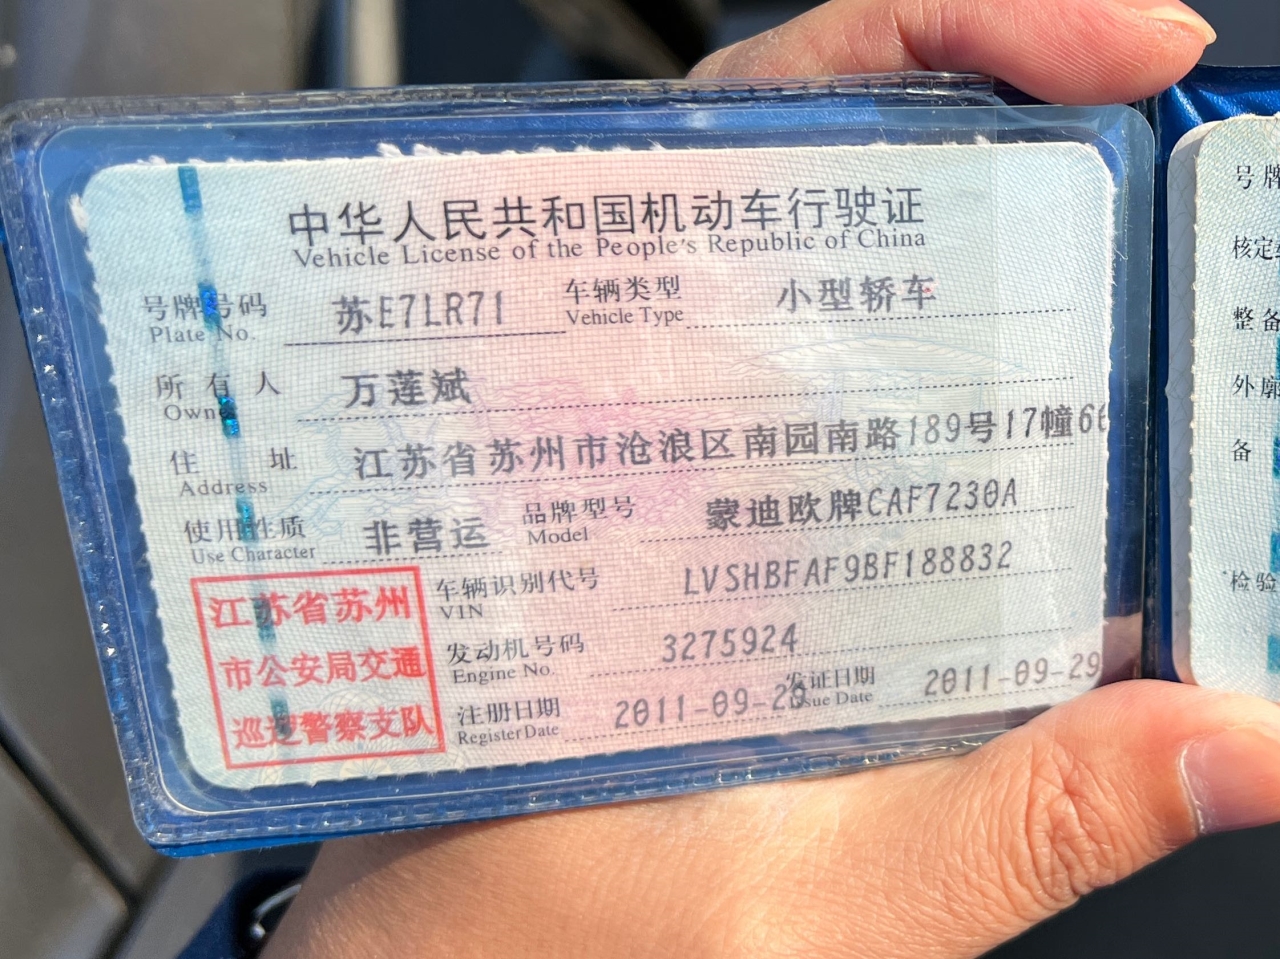 中华人民共和国机动车行驶证
Vehicle License of the People's Republic of China
号牌号码 苏E7LR71 车辆类型 小型轿车
Plate No. Vehicle Type
所有人 万莲斌
Owner
住址 江苏省苏州市沧浪区南园南路189号17幢66
Address
使用性质 非营运 品牌型号 蒙迪欧牌CAF7230A
Use Character Model
车辆识别代号 LVSHBFAF9BF188832
VIN
发动机号码 3275924
Engine No.
注册日期 2011-09-28 发证日期 2011-09-29
Register Date Issue Date
江苏省苏州
市公安局交通
巡逻警察支队
号牌
核定
整备
外廓
备
检验